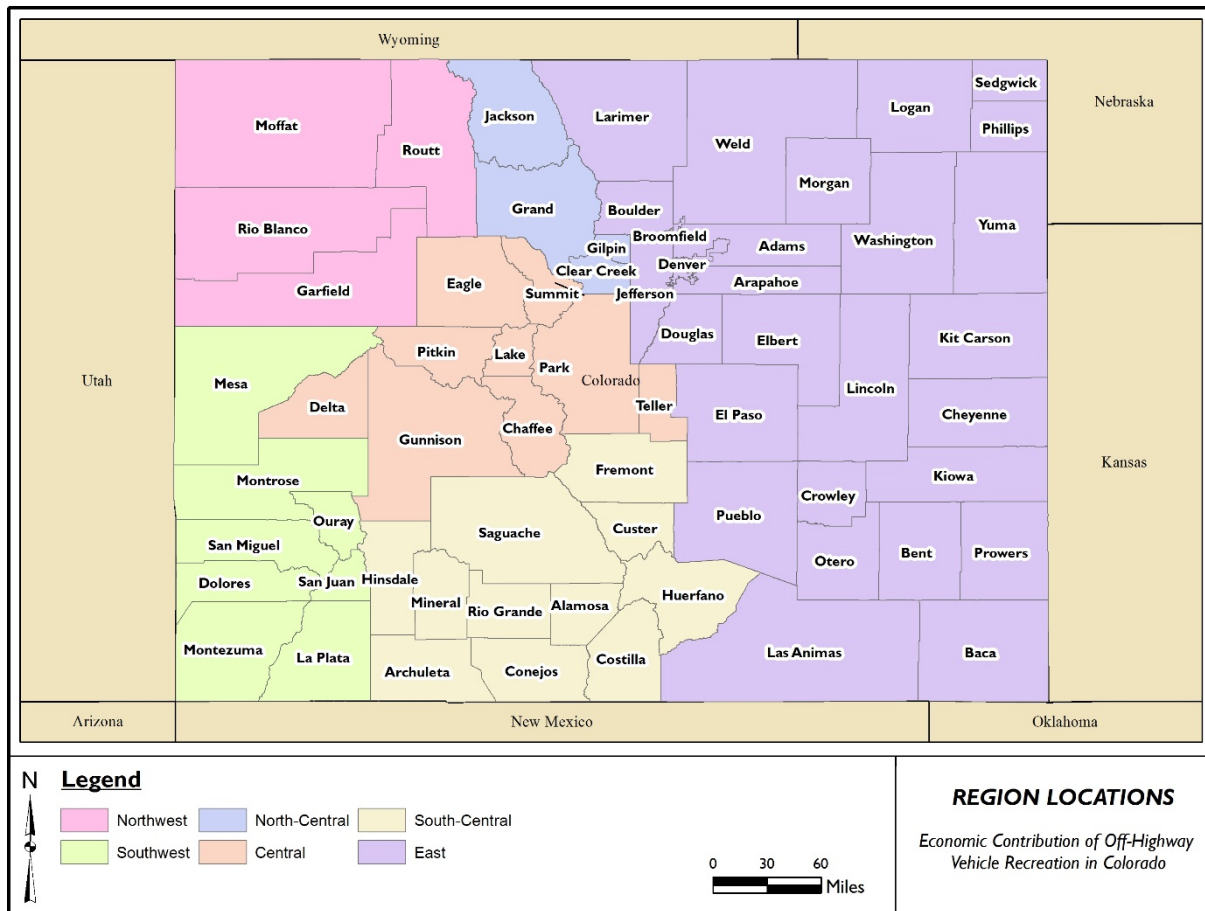 Wyoming
Nebraska
Utah
Colorado
Kansas
Arizona
New Mexico
Oklahoma
Moffat
Routt
Jackson
Larimer
Weld
Logan
Sedgwick
Phillips
Morgan
Rio Blanco
Grand
Boulder
Broomfield
Gilpin
Adams
Washington
Yuma
Clear Creek
Denver
Arapahoe
Garfield
Eagle
Summit
Jefferson
Douglas
Elbert
Kit Carson
Mesa
Pitkin
Lake
Park
Lincoln
Delta
Teller
El Paso
Cheyenne
Gunnison
Chaffee
Fremont
Montrose
Kiowa
Crowley
Ouray
Saguache
Custer
Pueblo
San Miguel
Otero
Bent
Prowers
Dolores
San Juan
Hinsdale
Mineral
Rio Grande
Alamosa
Huerfano
Montezuma
La Plata
Archuleta
Conejos
Costilla
Las Animas
Baca
N
Legend
Northwest
North-Central
South-Central
Southwest
Central
East
0 30 60
Miles
REGION LOCATIONS
Economic Contribution of Off-Highway
Vehicle Recreation in Colorado